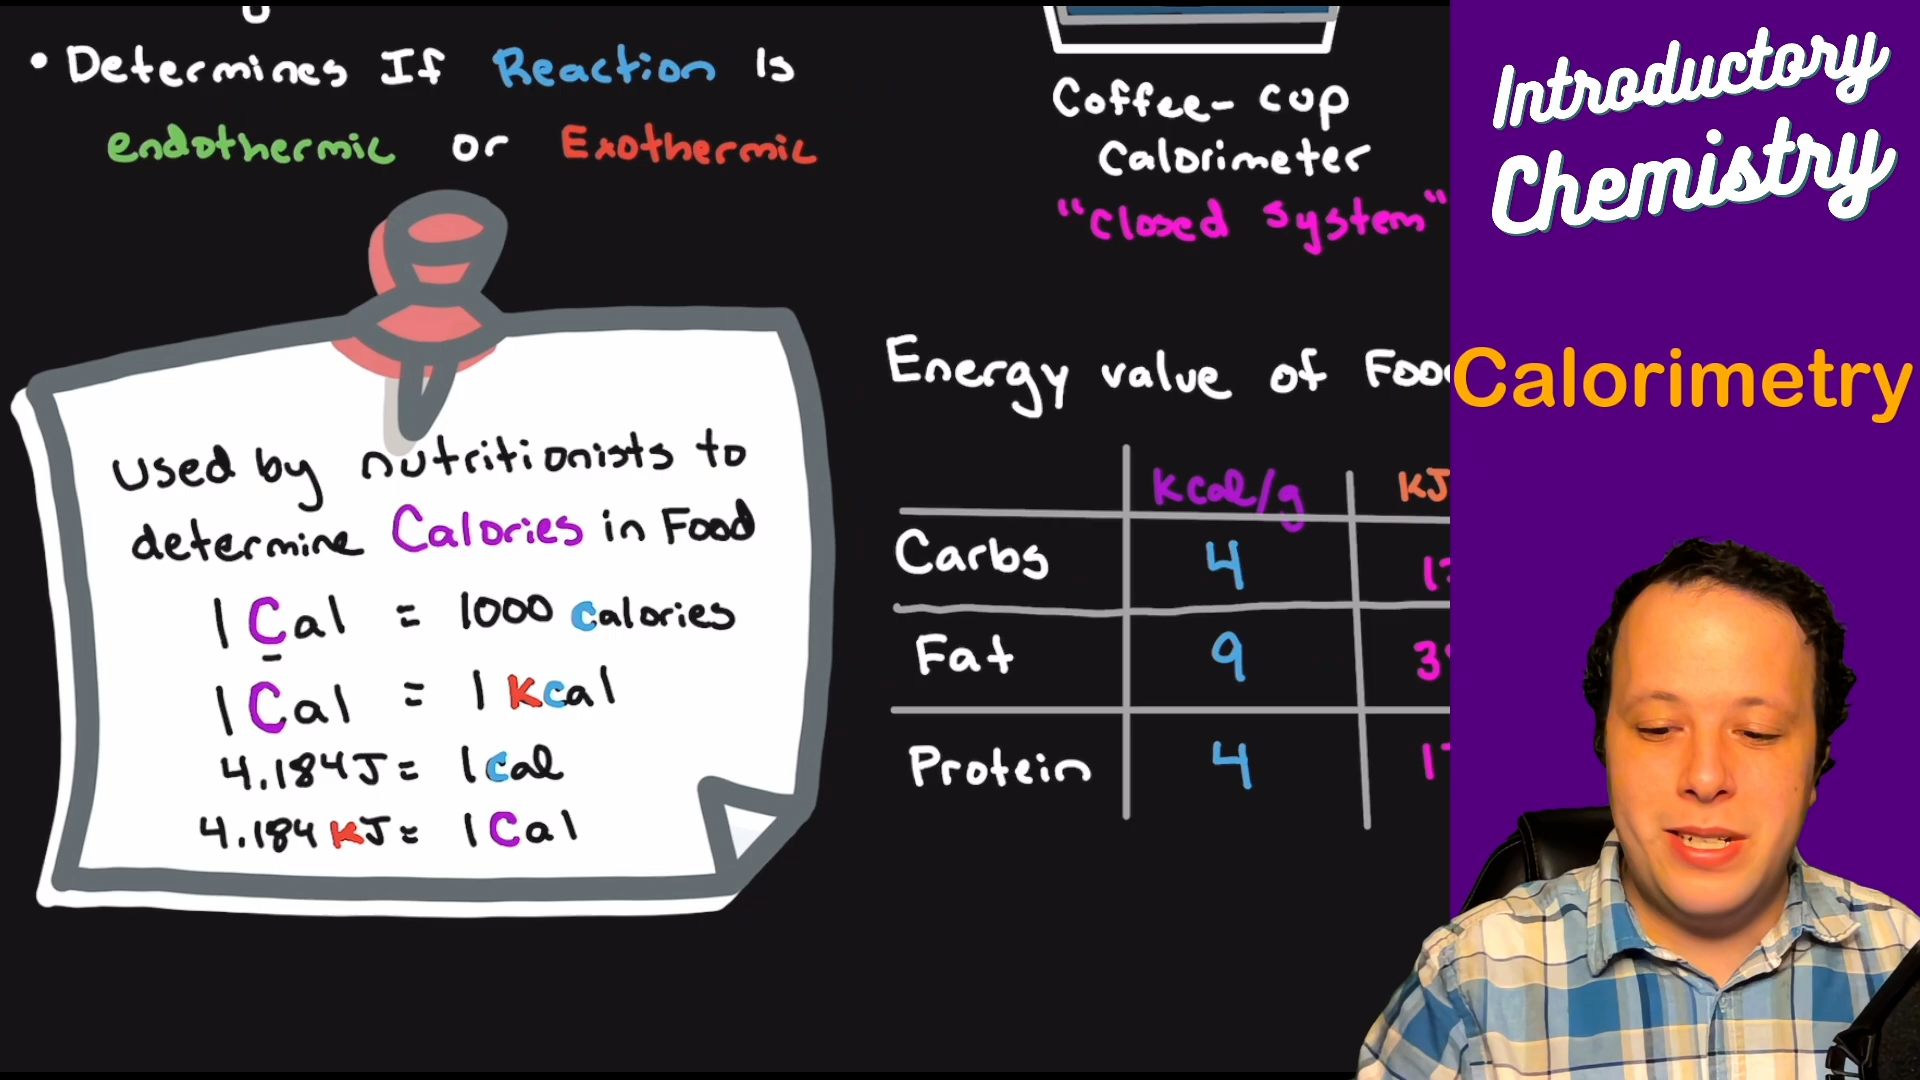 • Determines If Reaction Is
endothermic or Exothermic
Coffee-cup
Calorimeter
"Closed System"
used by nutritionists to
determine Calories in Food
1 Cal = 1000 calories
1 Cal = 1 Kcal
4.184J = 1 cal
4.184 KJ = 1 Cal
Energy value of Foo
Kcal/g KJ
Carbs 4
Fat 9
Protein 4
Introductory
Chemistry
Calorimetry